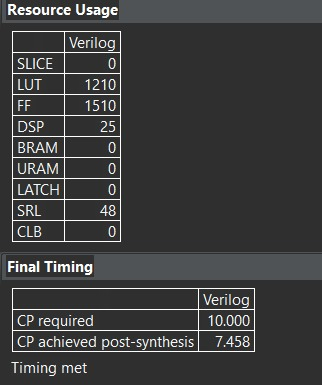 Resource Usage
Verilog
SLICE 0
LUT 1210
FF 1510
DSP 25
BRAM 0
URAM 0
LATCH 0
SRL 48
CLB 0
Final Timing
Verilog
CP required 10.000
CP achieved post-synthesis 7.458
Timing met